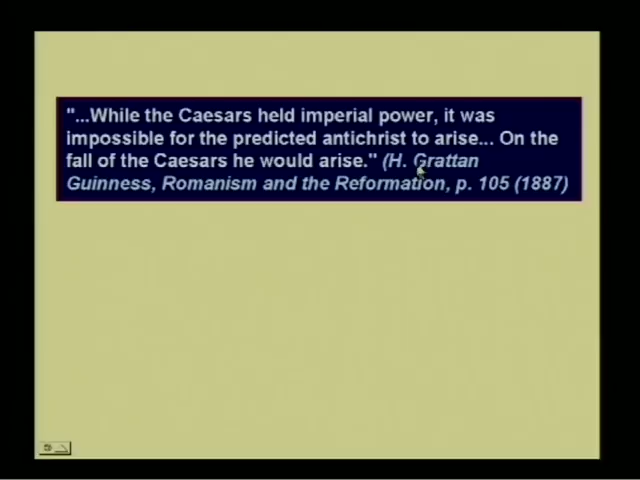 "...While the Caesars held imperial power, it was
impossible for the predicted antichrist to arise... On the
fall of the Caesars he would arise." (H. Grattan
Guinness, Romanism and the Reformation, p. 105 (1887)